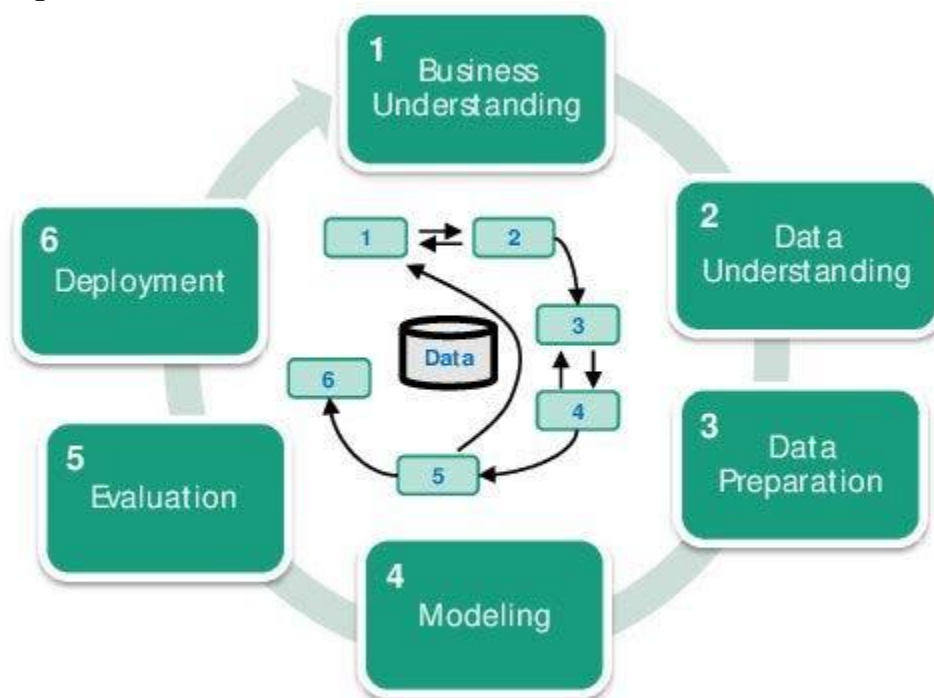 1
Business
Understanding
2
Data
Understanding
3
Data
Preparation
4
Modeling
5
Evaluation
6
Deployment
1
2
3
4
5
6
Data